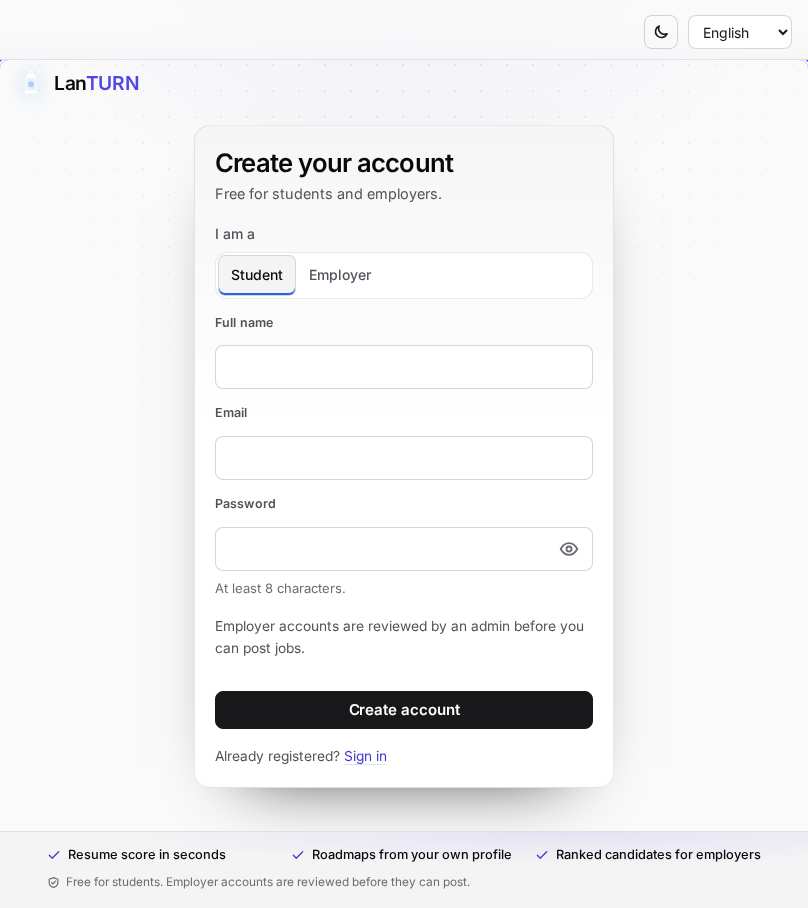 English
LanTURN
Create your account
Free for students and employers.
I am a
Student Employer
Full name
Email
Password
At least 8 characters.
Employer accounts are reviewed by an admin before you
can post jobs.
Create account
Already registered? Sign in
Resume score in seconds Roadmaps from your own profile Ranked candidates for employers
Free for students. Employer accounts are reviewed before they can post.